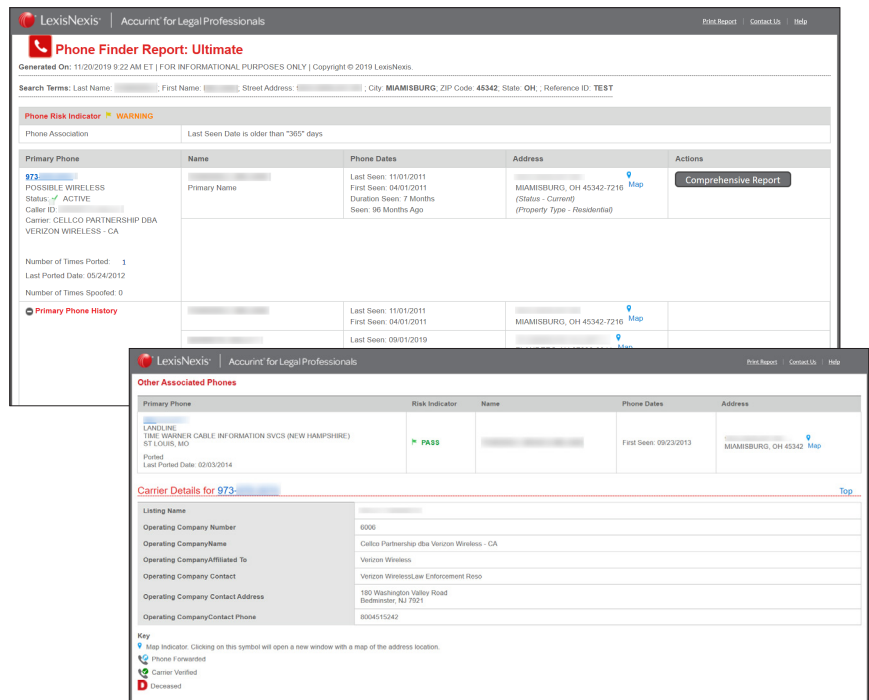 LexisNexis® Accurint® for Legal Professionals Print Report | Contact Us | Help
Phone Finder Report: Ultimate
Generated On: 11/20/2019 9:22 AM ET | FOR INFORMATIONAL PURPOSES ONLY | Copyright © 2019 LexisNexis.
Search Terms: Last Name: ; First Name: ; Street Address: ; City: MIAMISBURG; ZIP Code: 45342; State: OH; ; Reference ID: TEST
Phone Risk Indicator WARNING
Phone Association Last Seen Date is older than "365" days
Primary Phone Name Phone Dates Address Actions
973-
POSSIBLE WIRELESS
Status: ACTIVE
Caller ID:
Carrier: CELLCO PARTNERSHIP DBA
VERIZON WIRELESS - CA
Number of Times Ported: 1
Last Ported Date: 05/24/2012
Number of Times Spoofed: 0
Primary Name
Last Seen: 11/01/2011
First Seen: 04/01/2011
Duration Seen: 7 Months
Seen: 96 Months Ago
MIAMISBURG, OH 45342-7216 Map
(Status - Current)
(Property Type - Residential)
Comprehensive Report
Primary Phone History
Last Seen: 11/01/2011
First Seen: 04/01/2011
MIAMISBURG, OH 45342-7216 Map
Last Seen: 09/01/2019
Map
LexisNexis® Accurint® for Legal Professionals Print Report | Contact Us | Help
Other Associated Phones
Primary Phone Risk Indicator Name Phone Dates Address
LANDLINE
TIME WARNER CABLE INFORMATION SVCS (NEW HAMPSHIRE)
ST LOUIS, MO
Ported
Last Ported Date: 02/03/2014
PASS
First Seen: 09/23/2013
MIAMISBURG, OH 45342 Map
Carrier Details for 973- Top
Listing Name
Operating Company Number 6006
Operating CompanyName Cellco Partnership dba Verizon Wireless - CA
Operating CompanyAffiliated To Verizon Wireless
Operating Company Contact Verizon WirelessLaw Enforcement Reso
Operating Company Contact Address 180 Washington Valley Road
Bedminster, NJ 7921
Operating CompanyContact Phone 8004515242
Key
Map Indicator. Clicking on this symbol will open a new window with a map of the address location.
Phone Forwarded
Carrier Verified
D Deceased